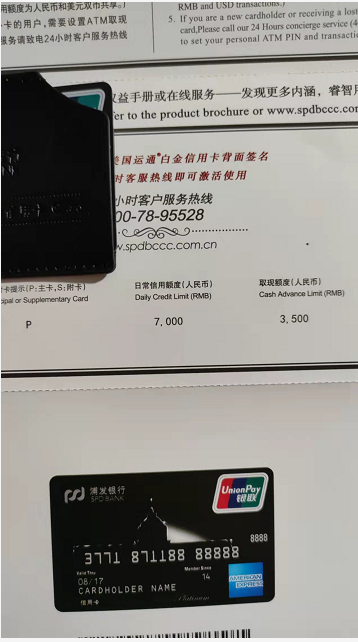 用额度为人民币和美元双币共享。)
卡的用户,需要设置ATM取现
服务请致电24小时客户服务热线
RMB and USD transactions.)
5. If you are a new cardholder or receiving a lost
card,Please call our 24 Hours concierge service (4
to set your personal ATM PIN and transacti
权益手册或在线服务——发现更多内涵,睿智用
fer to the product brochure or www.spdbccc.cor
美国运通®白金信用卡背面签名
时客服热线即可激活使用
小时客户服务热线
00-78-95528
w.spdbccc.com.cn
附卡提示(P:主卡,S:附卡)
cipal or Supplementary Card
P
日常信用额度(人民币)
Daily Credit Limit (RMB)
7,000
取现额度(人民币)
Cash Advance Limit (RMB)
3,500
浦发银行
SPD BANK
UnionPay
银联
8888
3771 871188 88888
Valid Thru
Member Since
08/17
14
CARDHOLDER NAME
信用卡
Platinum
AMERICAN
EXPRESS